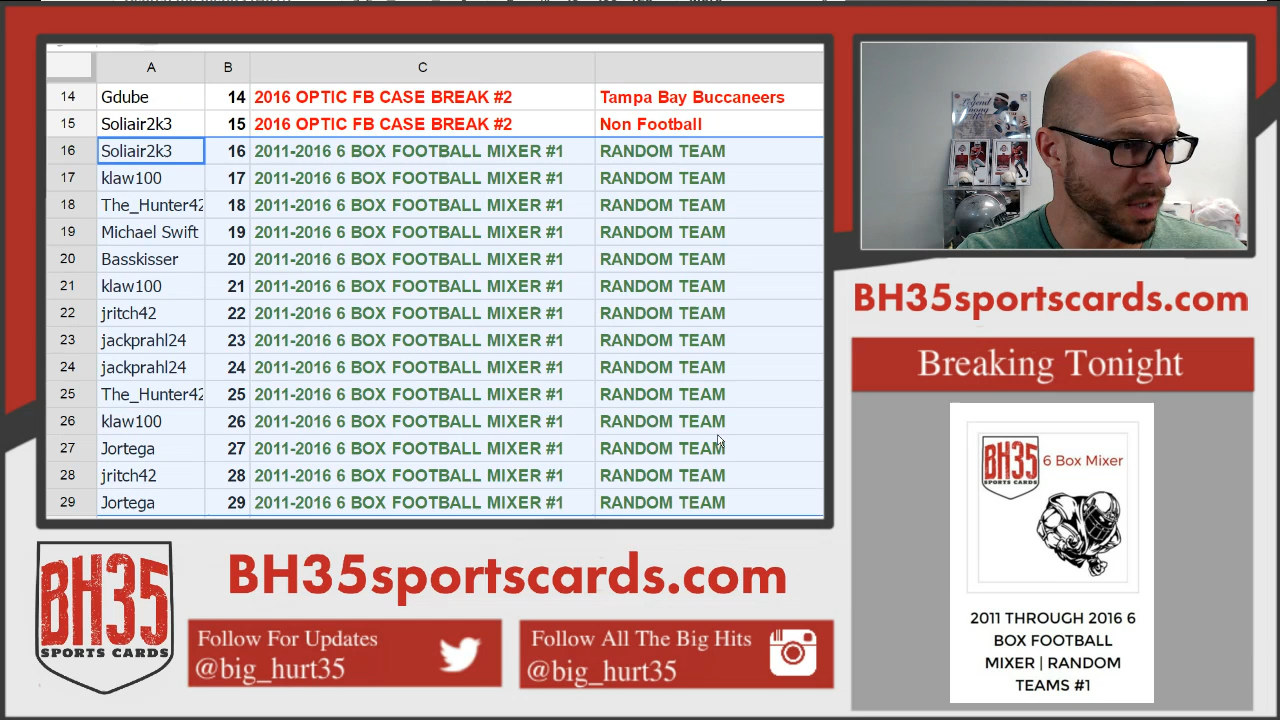 A B C
14 Gdube 14 2016 OPTIC FB CASE BREAK #2 Tampa Bay Buccaneers
15 Soliair2k3 15 2016 OPTIC FB CASE BREAK #2 Non Football
16 Soliair2k3 16 2011-2016 6 BOX FOOTBALL MIXER #1 RANDOM TEAM
17 klaw100 17 2011-2016 6 BOX FOOTBALL MIXER #1 RANDOM TEAM
18 The_Hunter42 18 2011-2016 6 BOX FOOTBALL MIXER #1 RANDOM TEAM
19 Michael Swift 19 2011-2016 6 BOX FOOTBALL MIXER #1 RANDOM TEAM
20 Basskisser 20 2011-2016 6 BOX FOOTBALL MIXER #1 RANDOM TEAM
21 klaw100 21 2011-2016 6 BOX FOOTBALL MIXER #1 RANDOM TEAM
22 jritch42 22 2011-2016 6 BOX FOOTBALL MIXER #1 RANDOM TEAM
23 jackprahl24 23 2011-2016 6 BOX FOOTBALL MIXER #1 RANDOM TEAM
24 jackprahl24 24 2011-2016 6 BOX FOOTBALL MIXER #1 RANDOM TEAM
25 The_Hunter42 25 2011-2016 6 BOX FOOTBALL MIXER #1 RANDOM TEAM
26 klaw100 26 2011-2016 6 BOX FOOTBALL MIXER #1 RANDOM TEAM
27 Jortega 27 2011-2016 6 BOX FOOTBALL MIXER #1 RANDOM TEAM
28 jritch42 28 2011-2016 6 BOX FOOTBALL MIXER #1 RANDOM TEAM
29 Jortega 29 2011-2016 6 BOX FOOTBALL MIXER #1 RANDOM TEAM
Legend
BH35sportscards.com
Breaking Tonight
BH35
SPORTS CARDS
6 Box Mixer
2011 THROUGH 2016 6
BOX FOOTBALL
MIXER | RANDOM
TEAMS #1
BH35
SPORTS CARDS
BH35sportscards.com
Follow For Updates
@big_hurt35
Follow All The Big Hits
@big_hurt35